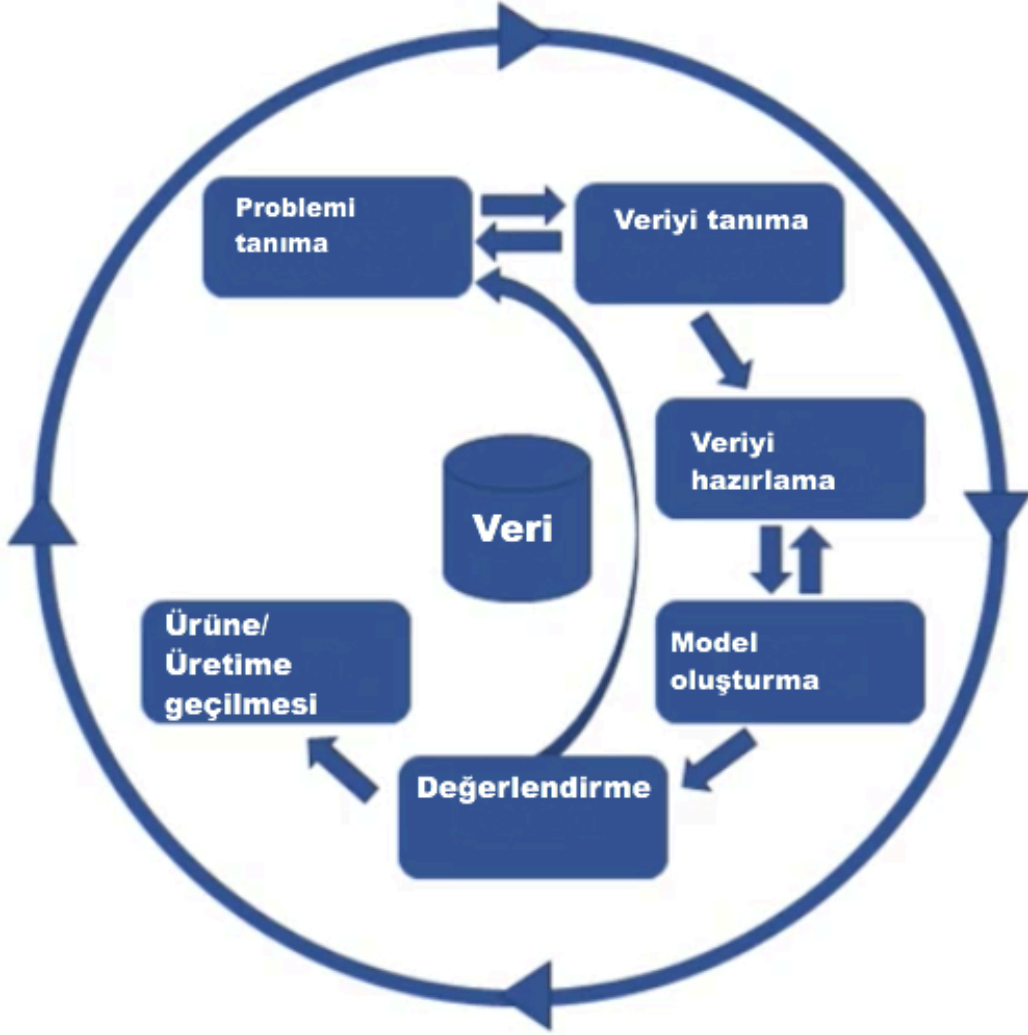 Problemi
tanıma
Veriyi tanıma
Veriyi
hazırlama
Veri
Model
oluşturma
Ürüne/
Üretime
geçilmesi
Değerlendirme